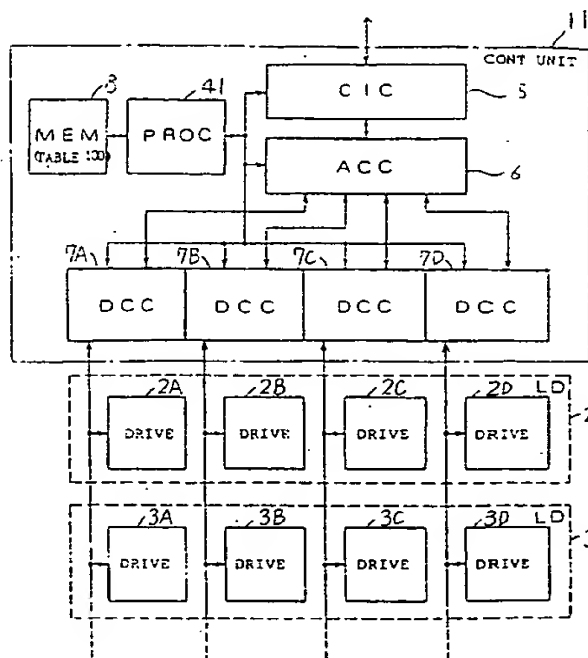 11
CONT UNIT
8
41
CIC
5
MEM
(TABLE 100)
PROC
ACC
6
7A
7B
7C
7D
DCC
DCC
DCC
DCC
2A
2B
2C
2D
LD
2
DRIVE
DRIVE
DRIVE
DRIVE
3A
3B
3C
3D
LD
3
DRIVE
DRIVE
DRIVE
DRIVE